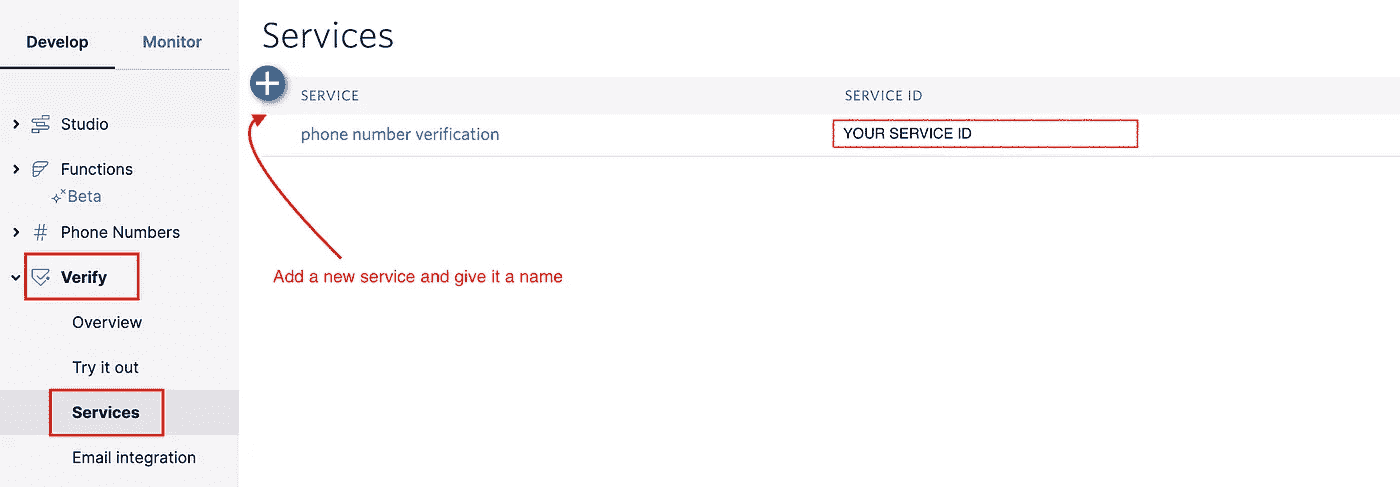 Develop
Monitor
Studio
Functions
Beta
# Phone Numbers
Verify
Overview
Try it out
Services
Email integration
Services
SERVICE
SERVICE ID
phone number verification
YOUR SERVICE ID
Add a new service and give it a name